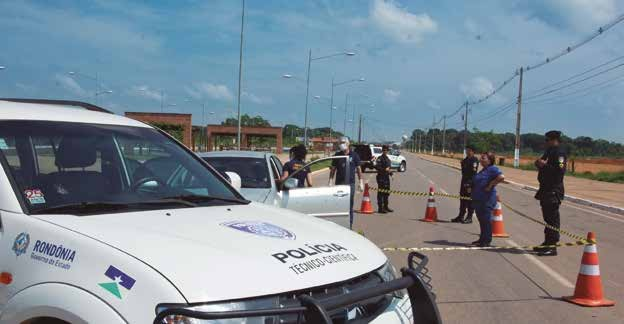 RONDÔNIA
Governo do Estado
POLÍCIA
TÉCNICO-CIENTÍFICA